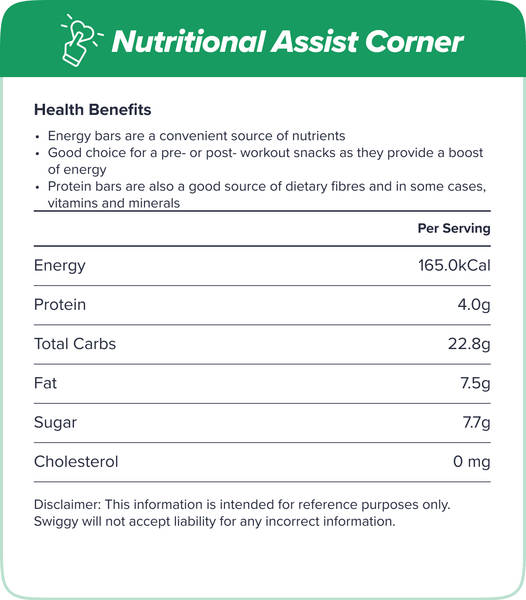 Nutritional Assist Corner
Health Benefits
• Energy bars are a convenient source of nutrients
• Good choice for a pre- or post- workout snacks as they provide a boost
of energy
• Protein bars are also a good source of dietary fibres and in some cases,
vitamins and minerals
Per Serving
Energy 165.0kCal
Protein 4.0g
Total Carbs 22.8g
Fat 7.5g
Sugar 7.7g
Cholesterol 0 mg
Disclaimer: This information is intended for reference purposes only.
Swiggy will not accept liability for any incorrect information.